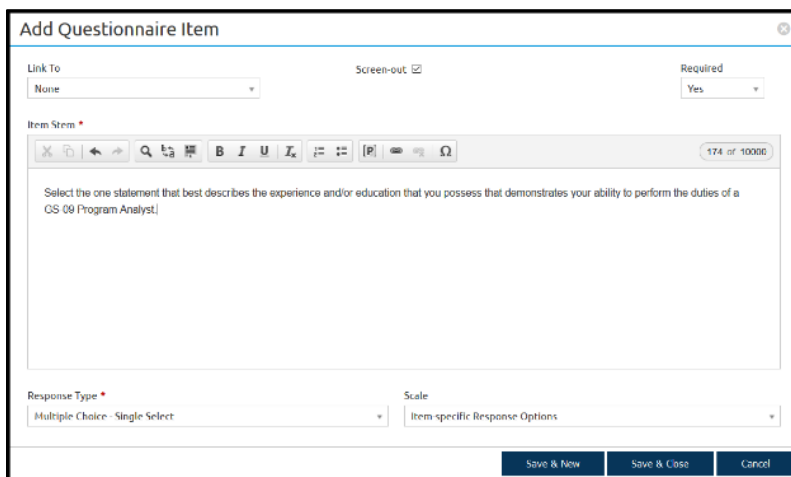 Add Questionnaire Item
Link To
Screen-out
Required
None
Yes
Item Stem *
B I U Ix [P] Ω
174 of 10000
Select the one statement that best describes the experience and/or education that you possess that demonstrates your ability to perform the duties of a
GS 09 Program Analyst.
Response Type *
Scale
Multiple Choice - Single Select
Item-specific Response Options
Save & New
Save & Close
Cancel